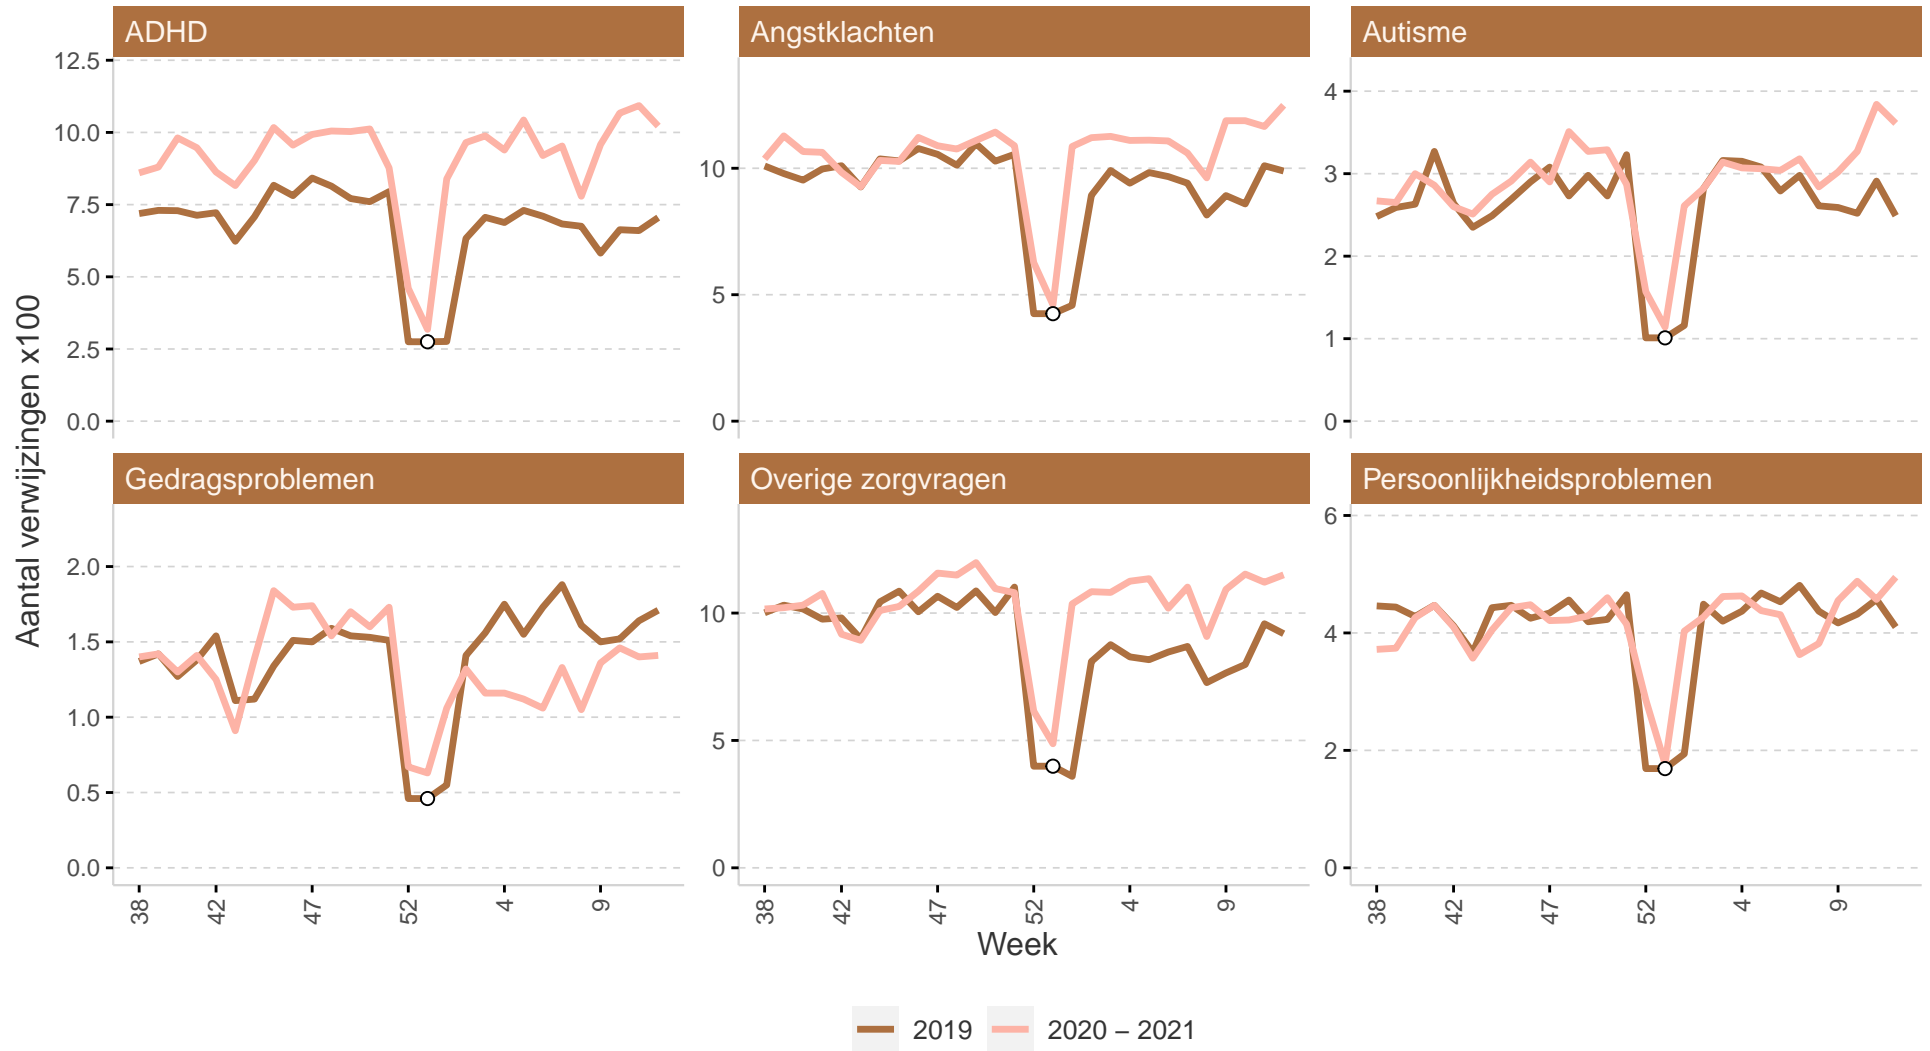 ADHD
Angstklachten
Autisme
12.5
10.0
7.5
5.0
2.5
0.0
10
5
0
4
3
2
1
0
Aantal verwijzingen x100
Gedragsproblemen
Overige zorgvragen
Persoonlijkheidsproblemen
2.0
1.5
1.0
0.5
0.0
10
5
0
6
4
2
0
38 42 47 52 4 9
38 42 47 52 4 9
38 42 47 52 4 9
Week
2019 2020 – 2021